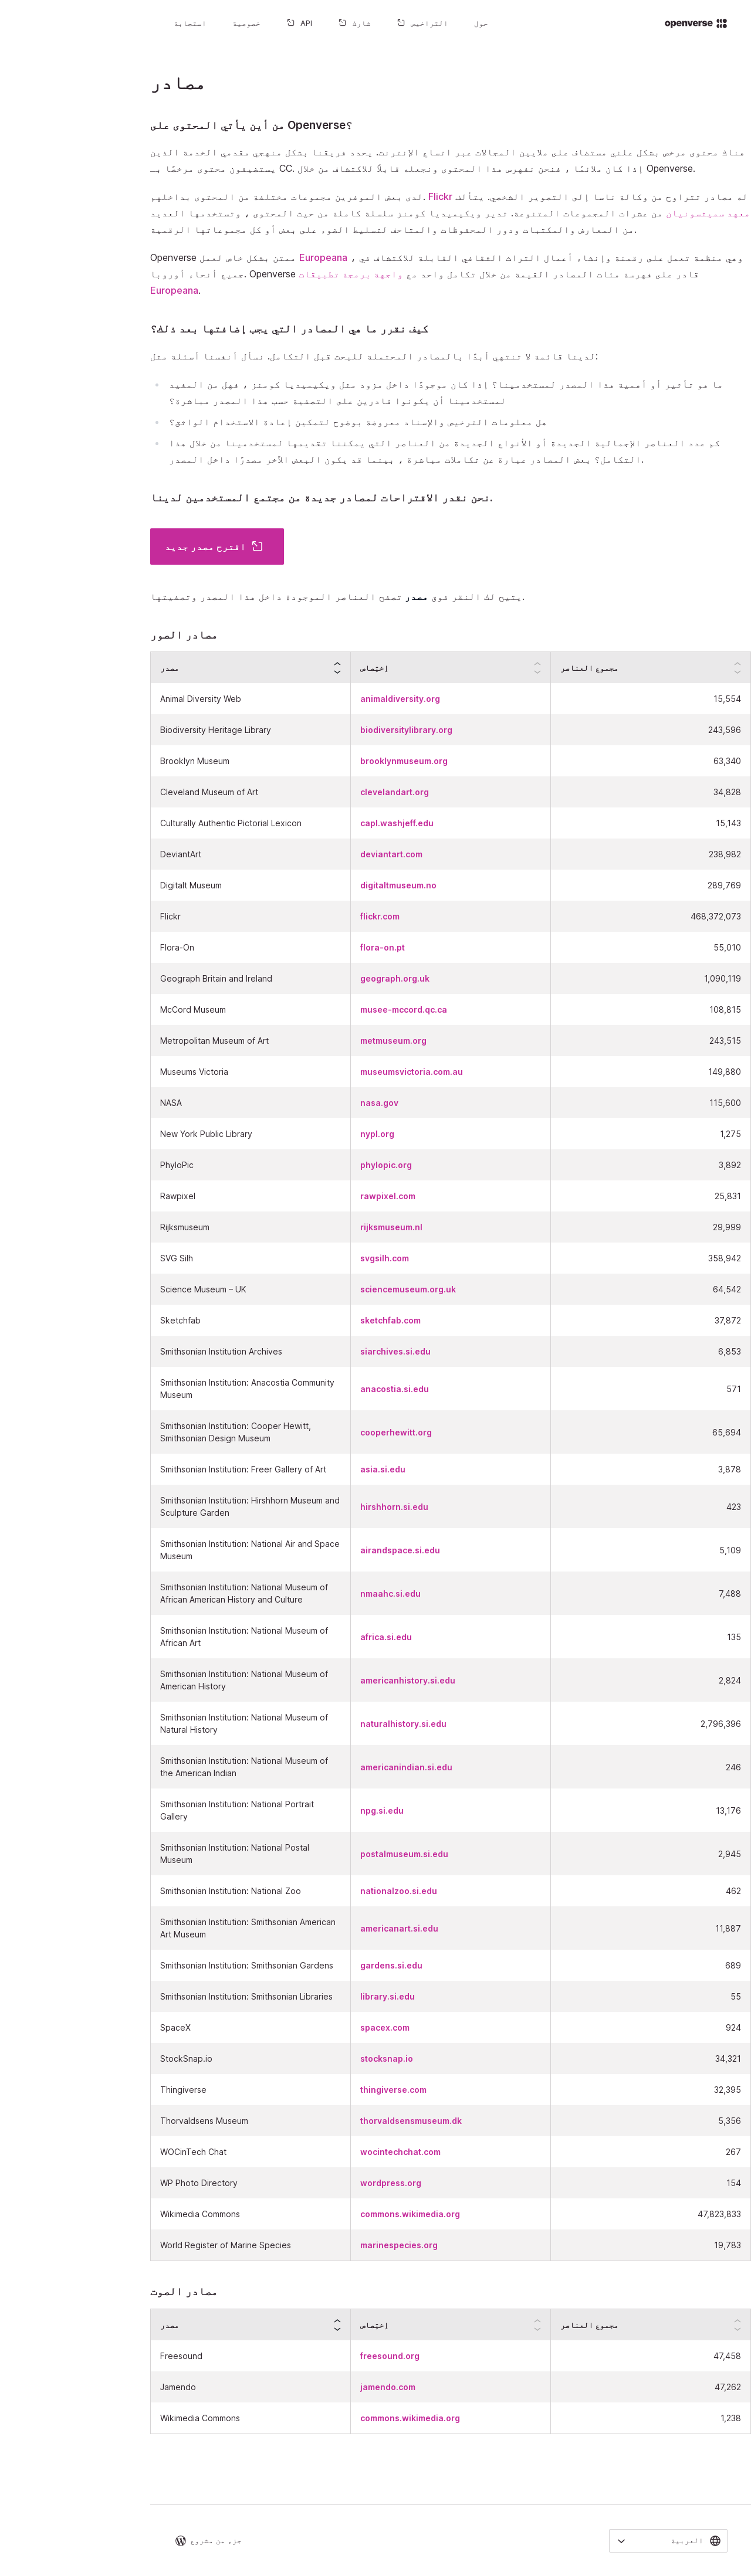 openverse
حول
التراخيص
شارك
API
خصوصية
استجابة
مصادر
من أين يأتي المحتوى على Openverse؟
هناك محتوى مرخص بشكل علني مستضاف على ملايين المجالات عبر اتساع الإنترنت. يحدد فريقنا بشكل منهجي مقدمي الخدمة الذين
يستضيفون محتوى مرخصًا بـ CC. إذا كان ملائمًا ، فنحن نفهرس هذا المحتوى ونجعله قابلاً للاكتشاف من خلال Openverse.
لدى بعض الموفرين مجموعات مختلفة من المحتوى بداخلهم. Flickr له مصادر تتراوح من وكالة ناسا إلى التصوير الشخصي. يتألف
معهد سميثسونيان من عشرات المجموعات المتنوعة. تدير ويكيميديا كومنز سلسلة كاملة من حيث المحتوى ، وتستخدمها العديد
من المعارض والمكتبات ودور المحفوظات والمتاحف لتسليط الضوء على بعض أو كل مجموعاتها الرقمية.
Openverse ممتن بشكل خاص لعمل Europeana ، وهي منظمة تعمل على رقمنة وإنشاء أعمال التراث الثقافي القابلة للاكتشاف في
جميع أنحاء أوروبا. Openverse قادر على فهرسة مئات المصادر القيمة من خلال تكامل واحد مع واجهة برمجة تطبيقات
Europeana.
كيف نقرر ما هي المصادر التي يجب إضافتها بعد ذلك؟
لدينا قائمة لا تنتهي أبدًا بالمصادر المحتملة للبحث قبل التكامل. نسأل أنفسنا أسئلة مثل:
ما هو تأثير أو أهمية هذا المصدر لمستخدمينا؟ إذا كان موجودًا داخل مزود مثل ويكيميديا كومنز ، فهل من المفيد
لمستخدمينا أن يكونوا قادرين على التصفية حسب هذا المصدر مباشرة؟
هل معلومات الترخيص والإسناد معروضة بوضوح لتمكين إعادة الاستخدام الواثق؟
كم عدد العناصر الإجمالية الجديدة أو الأنواع الجديدة من العناصر التي يمكننا تقديمها لمستخدمينا من خلال هذا
التكامل؟ بعض المصادر عبارة عن تكاملات مباشرة ، بينما قد يكون البعض الآخر مصدرًا داخل المصدر.
نحن نقدر الاقتراحات لمصادر جديدة من مجتمع المستخدمين لدينا.
اقترح مصدر جديد
يتيح لك النقر فوق مصدر تصفح العناصر الموجودة داخل هذا المصدر وتصفيتها.
مصادر الصور
مصدر إختِصاص مجموع العناصر
Animal Diversity Web animaldiversity.org 15,554
Biodiversity Heritage Library biodiversitylibrary.org 243,596
Brooklyn Museum brooklynmuseum.org 63,340
Cleveland Museum of Art clevelandart.org 34,828
Culturally Authentic Pictorial Lexicon capl.washjeff.edu 15,143
DeviantArt deviantart.com 238,982
Digitalt Museum digitaltmuseum.no 289,769
Flickr flickr.com 468,372,073
Flora-On flora-on.pt 55,010
Geograph Britain and Ireland geograph.org.uk 1,090,119
McCord Museum musee-mccord.qc.ca 108,815
Metropolitan Museum of Art metmuseum.org 243,515
Museums Victoria museumsvictoria.com.au 149,880
NASA nasa.gov 115,600
New York Public Library nypl.org 1,275
PhyloPic phylopic.org 3,892
Rawpixel rawpixel.com 25,831
Rijksmuseum rijksmuseum.nl 29,999
SVG Silh svgsilh.com 358,942
Science Museum – UK sciencemuseum.org.uk 64,542
Sketchfab sketchfab.com 37,872
Smithsonian Institution Archives siarchives.si.edu 6,853
Smithsonian Institution: Anacostia Community
Museum anacostia.si.edu 571
Smithsonian Institution: Cooper Hewitt,
Smithsonian Design Museum cooperhewitt.org 65,694
Smithsonian Institution: Freer Gallery of Art asia.si.edu 3,878
Smithsonian Institution: Hirshhorn Museum and
Sculpture Garden hirshhorn.si.edu 423
Smithsonian Institution: National Air and Space
Museum airandspace.si.edu 5,109
Smithsonian Institution: National Museum of
African American History and Culture nmaahc.si.edu 7,488
Smithsonian Institution: National Museum of
African Art africa.si.edu 135
Smithsonian Institution: National Museum of
American History americanhistory.si.edu 2,824
Smithsonian Institution: National Museum of
Natural History naturalhistory.si.edu 2,796,396
Smithsonian Institution: National Museum of
the American Indian americanindian.si.edu 246
Smithsonian Institution: National Portrait
Gallery npg.si.edu 13,176
Smithsonian Institution: National Postal
Museum postalmuseum.si.edu 2,945
Smithsonian Institution: National Zoo nationalzoo.si.edu 462
Smithsonian Institution: Smithsonian American
Art Museum americanart.si.edu 11,887
Smithsonian Institution: Smithsonian Gardens gardens.si.edu 689
Smithsonian Institution: Smithsonian Libraries library.si.edu 55
SpaceX spacex.com 924
StockSnap.io stocksnap.io 34,321
Thingiverse thingiverse.com 32,395
Thorvaldsens Museum thorvaldsensmuseum.dk 5,356
WOCinTech Chat wocintechchat.com 267
WP Photo Directory wordpress.org 154
Wikimedia Commons commons.wikimedia.org 47,823,833
World Register of Marine Species marinespecies.org 19,783
مصادر الصوت
مصدر إختِصاص مجموع العناصر
Freesound freesound.org 47,458
Jamendo jamendo.com 47,262
Wikimedia Commons commons.wikimedia.org 1,238
العربية
جزء من مشروع